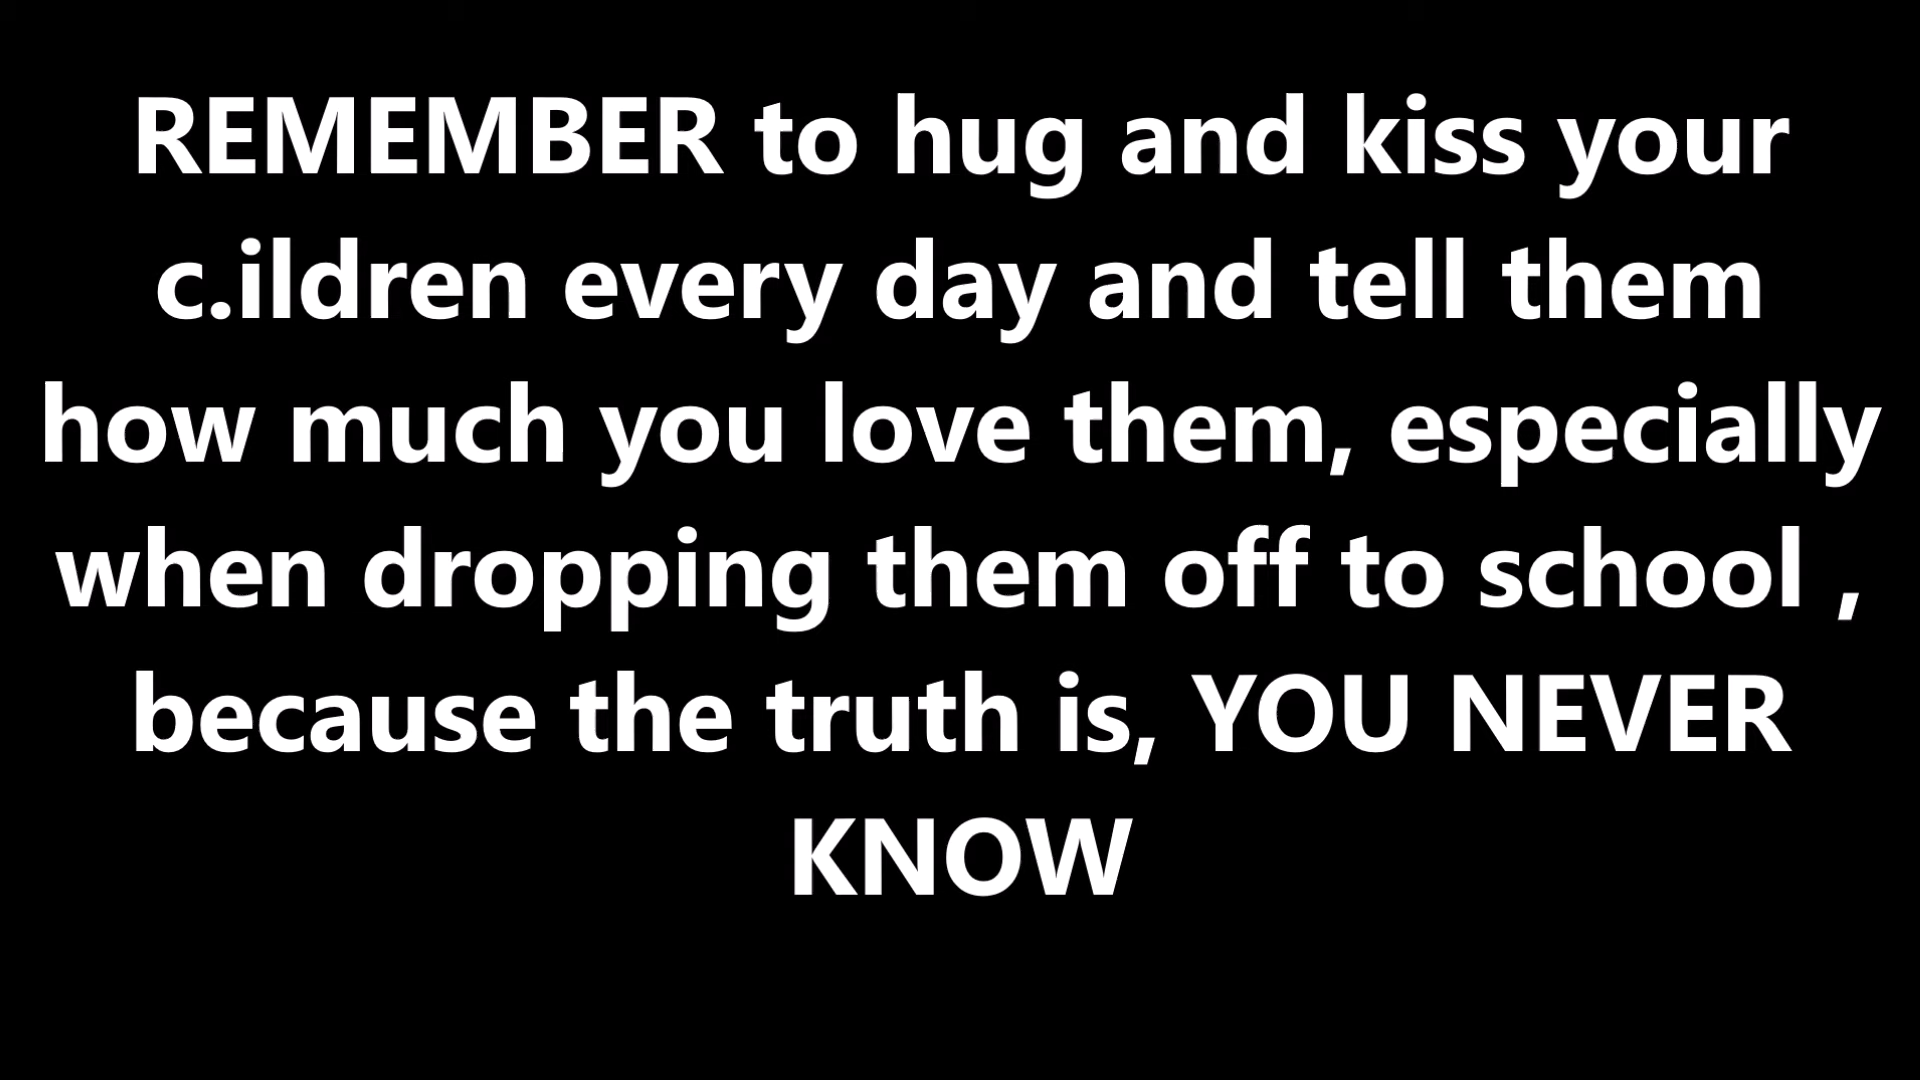 REMEMBER to hug and kiss your
c.ildren every day and tell them
how much you love them, especially
when dropping them off to school ,
because the truth is, YOU NEVER
KNOW